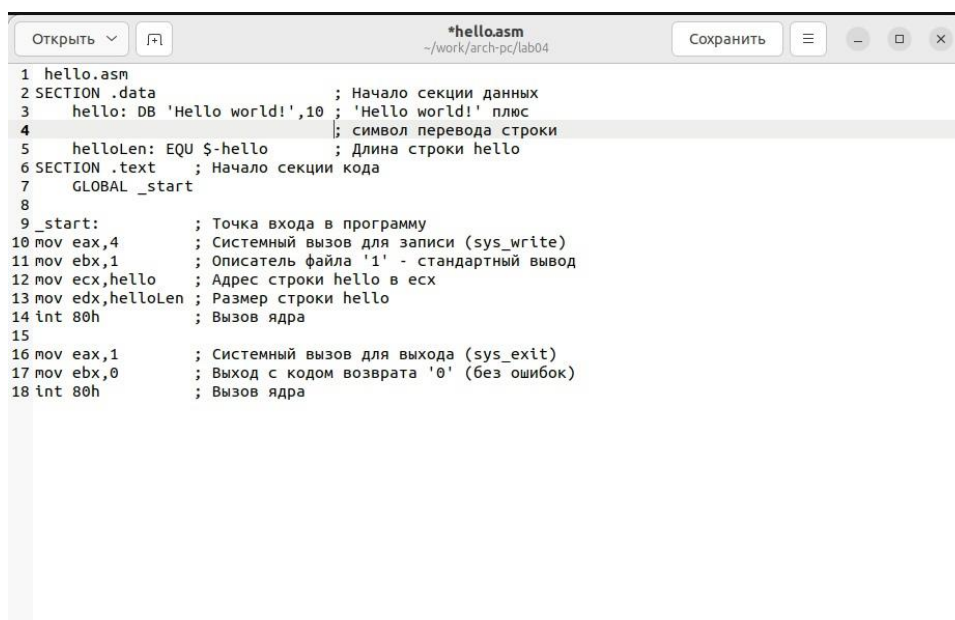 Открыть
*hello.asm
~/work/arch-pc/lab04
Сохранить
1 hello.asm
2 SECTION .data ; Начало секции данных
3 hello: DB 'Hello world!',10 ; 'Hello world!' плюс
4 ; символ перевода строки
5 helloLen: EQU $-hello ; Длина строки hello
6 SECTION .text ; Начало секции кода
7 GLOBAL _start
8
9 _start: ; Точка входа в программу
10 mov eax,4 ; Системный вызов для записи (sys_write)
11 mov ebx,1 ; Описатель файла '1' - стандартный вывод
12 mov ecx,hello ; Адрес строки hello в ecx
13 mov edx,helloLen ; Размер строки hello
14 int 80h ; Вызов ядра
15
16 mov eax,1 ; Системный вызов для выхода (sys_exit)
17 mov ebx,0 ; Выход с кодом возврата '0' (без ошибок)
18 int 80h ; Вызов ядра